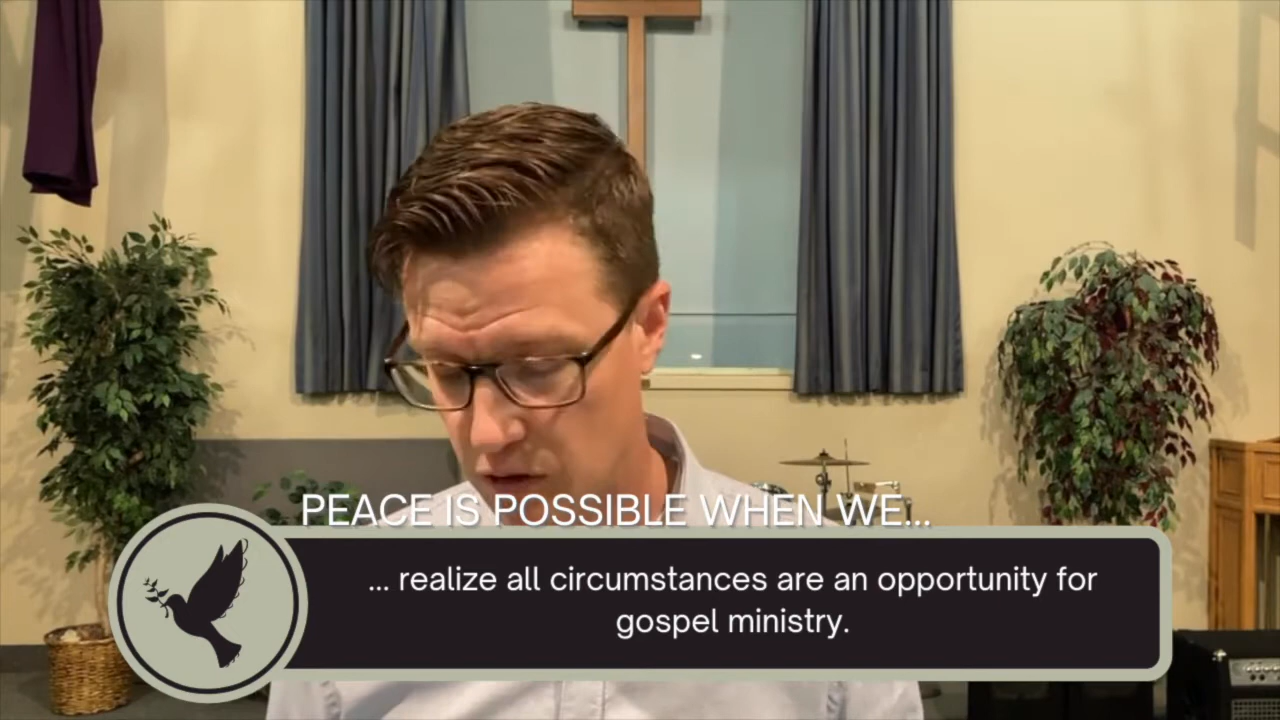 PEACE IS POSSIBLE WHEN WE...
... realize all circumstances are an opportunity for
gospel ministry.